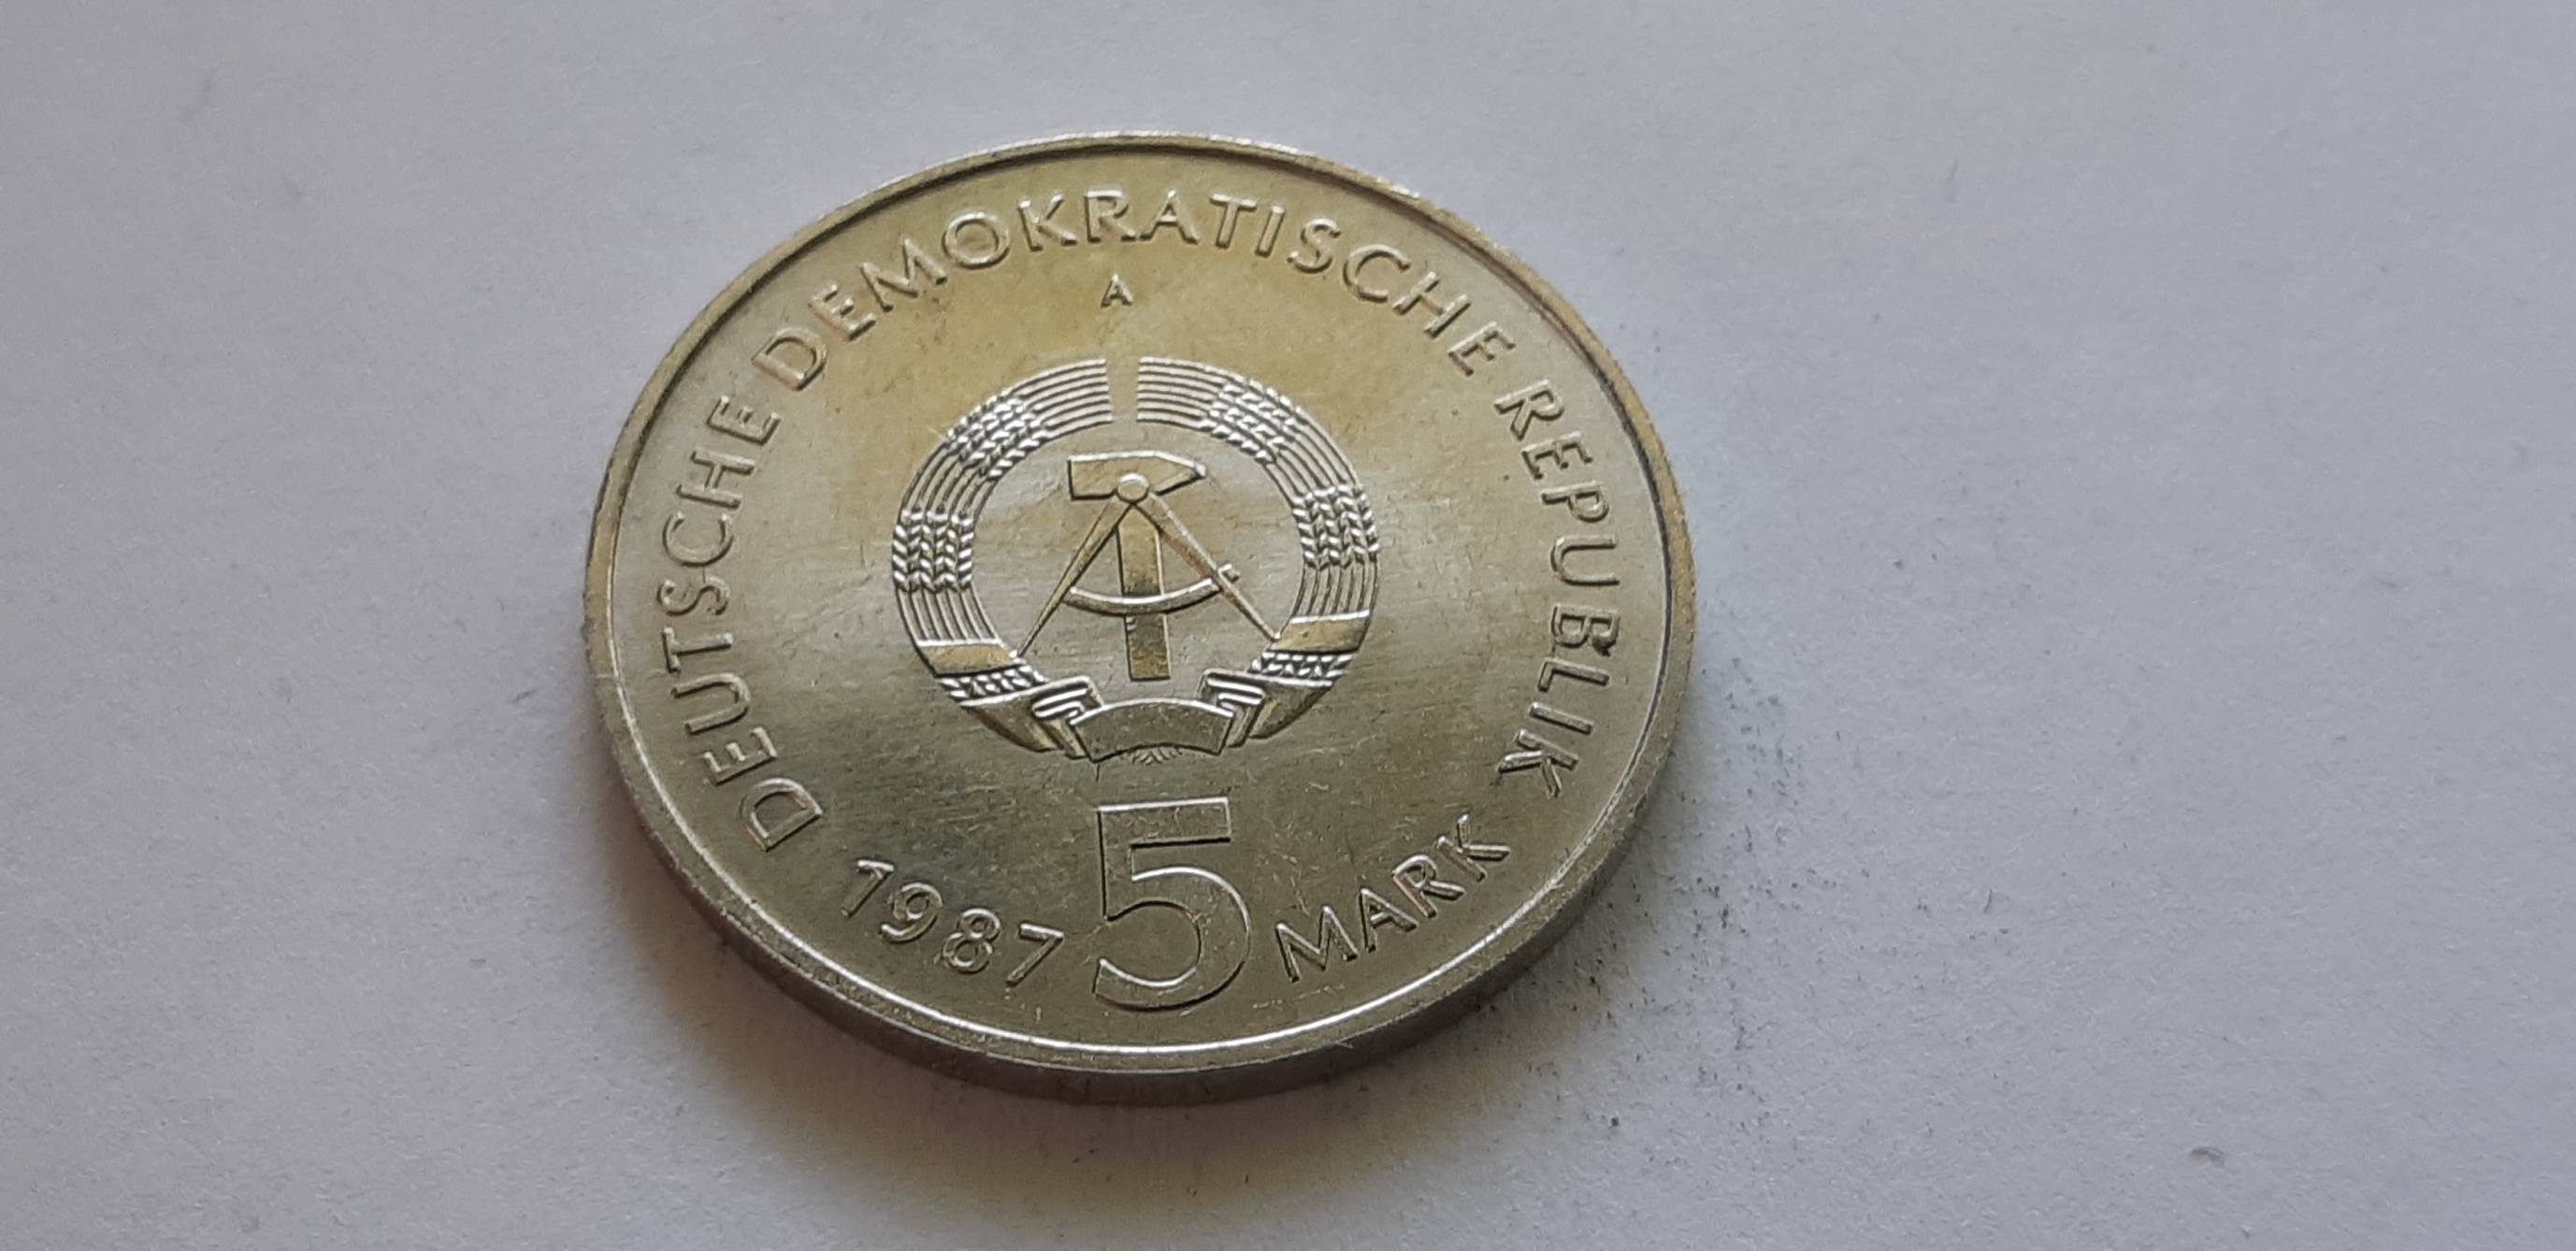 DEUTSCHE DEMOKRATISCHE REPUBLIK
A
1987 5 MARK